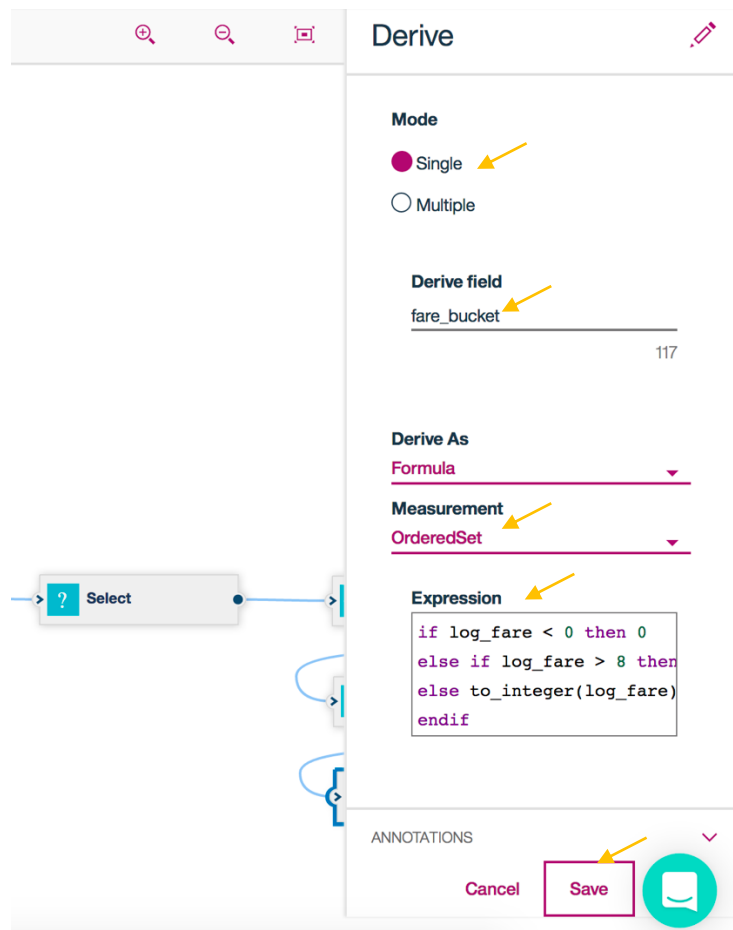 Derive
Mode
Single
Multiple
Derive field
fare_bucket
117
Derive As
Formula
Measurement
OrderedSet
? Select
Expression
if log_fare < 0 then 0
else if log_fare > 8 then
else to_integer(log_fare)
endif
ANNOTATIONS
Cancel
Save